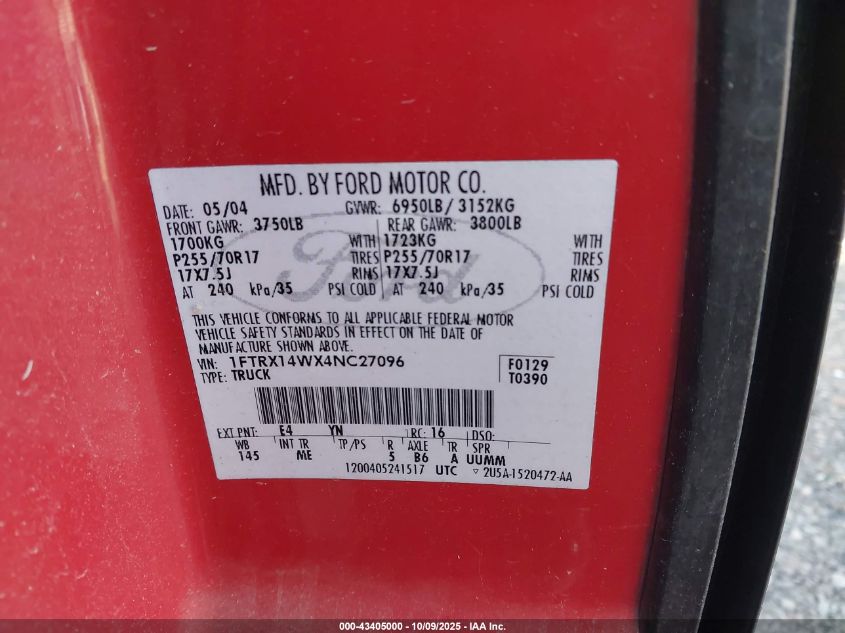 MFD. BY FORD MOTOR CO.
DATE: 05/04 GVWR: 6950LB/ 3152KG
FRONT GAWR: 3750LB REAR GAWR: 3800LB
1700KG WITH 1723KG WITH
P255/70R17 TIRES P255/70R17 TIRES
17X7.5J RIMS 17X7.5J RIMS
AT 240 kPa/35 PSI COLD AT 240 kPa/35 PSI COLD
Ford
THIS VEHICLE CONFORMS TO ALL APPLICABLE FEDERAL MOTOR
VEHICLE SAFETY STANDARDS IN EFFECT ON THE DATE OF
MANUFACTURE SHOWN ABOVE.
VIN: 1FTRX14WX4NC27096 F0129
TYPE: TRUCK T0390
EXT PNT: E4 YN RC: 16 DSO:
WB INT TR TP/PS R AXLE TR SPR
145 ME 5 B6 A UUMM
1200405241517 UTC ▽ 2U5A-1520472-AA
000-43405000 - 10/09/2025 - IAA Inc.